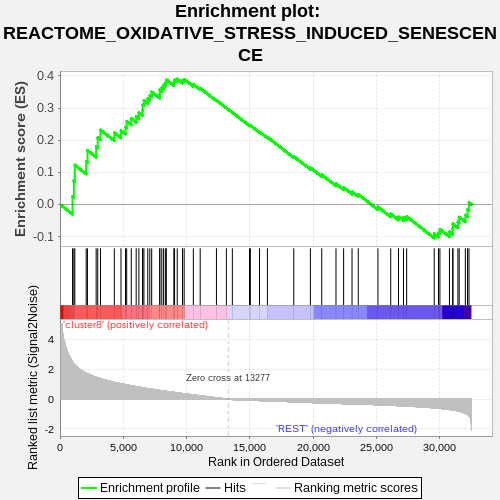 Enrichment plot:
REACTOME_OXIDATIVE_STRESS_INDUCED_SENESCEN
CE
Enrichment score (ES)
0.4
0.3
0.2
0.1
0.0
-0.1
'cluster8' (positively correlated)
Ranked list metric (Signal2Noise)
4
2
0
-2
Zero cross at 13277
'REST' (negatively correlated)
0
5,000
10,000
15,000
20,000
25,000
30,000
Rank in Ordered Dataset
Enrichment profile
Hits
Ranking metric scores